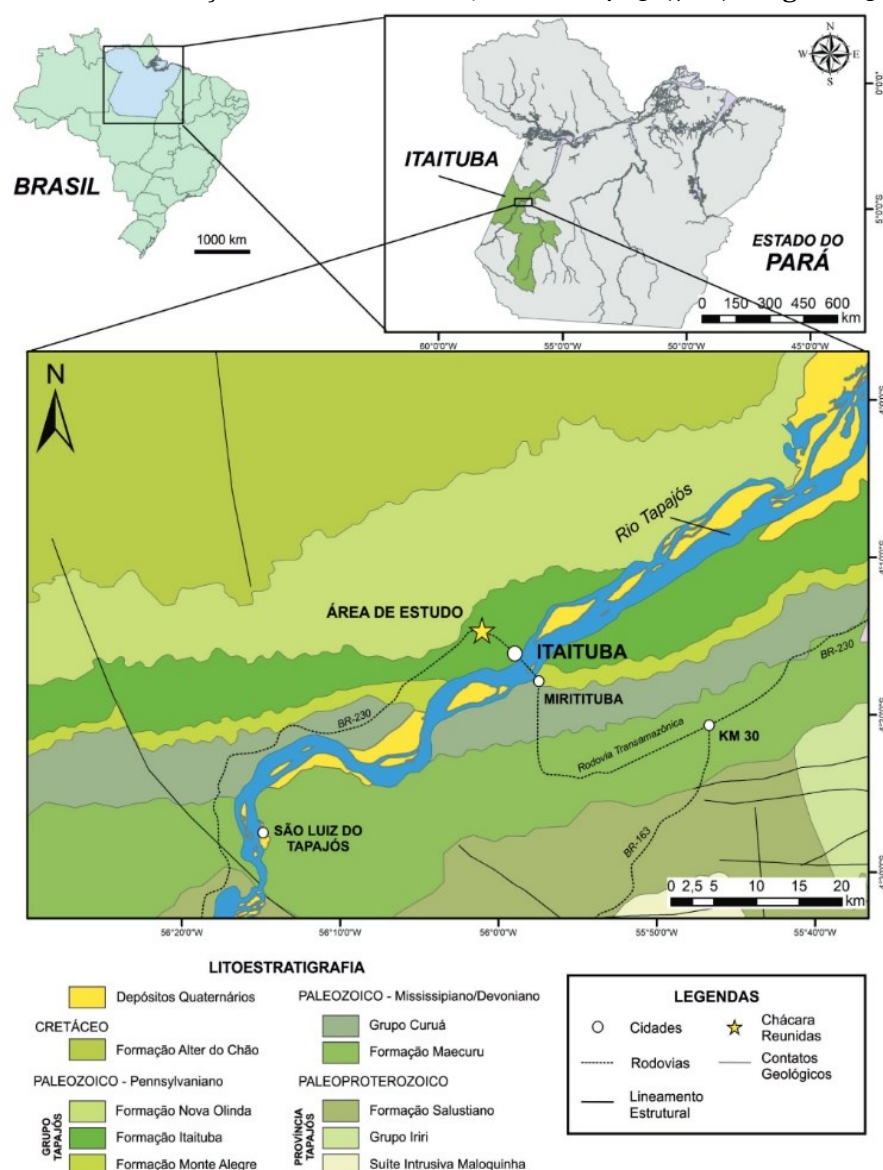 N
W
E
S
0°0'0"
BRASIL
1000 km
ITAITUBA
5°0'0"S
ESTADO DO
PARÁ
0 150 300 450 600
km
60°0'0"W
55°0'0"W
50°0'0"W
45°0'0"W
N
Rio Tapajós
ÁREA DE ESTUDO
ITAITUBA
MIRITITUBA
BR-230
BR-230
KM 30
Rodovia Transamazônica
SÃO LUIZ DO
TAPAJÓS
BR-163
0 2,5 5 10 15 20
km
56°20'0"W
56°10'0"W
56°0'0"W
55°50'0"W
55°40'0"W
LITOESTRATIGRAFIA
Depósitos Quaternários
CRETÁCEO
Formação Alter do Chão
PALEOZOICO - Pennsylvaniano
GRUPO
TAPAJÓS
Formação Nova Olinda
Formação Itaituba
Formação Monte Alegre
PALEOZOICO - Mississipiano/Devoniano
Grupo Curuá
Formação Maecuru
PALEOPROTEROZOICO
PROVÍNCIA
TAPAJÓS
Formação Salustiano
Grupo Iriri
Suíte Intrusiva Maloquinha
LEGENDAS
Cidades
Chácara
Reunidas
Rodovias
Contatos
Geológicos
Lineamento
Estrutural